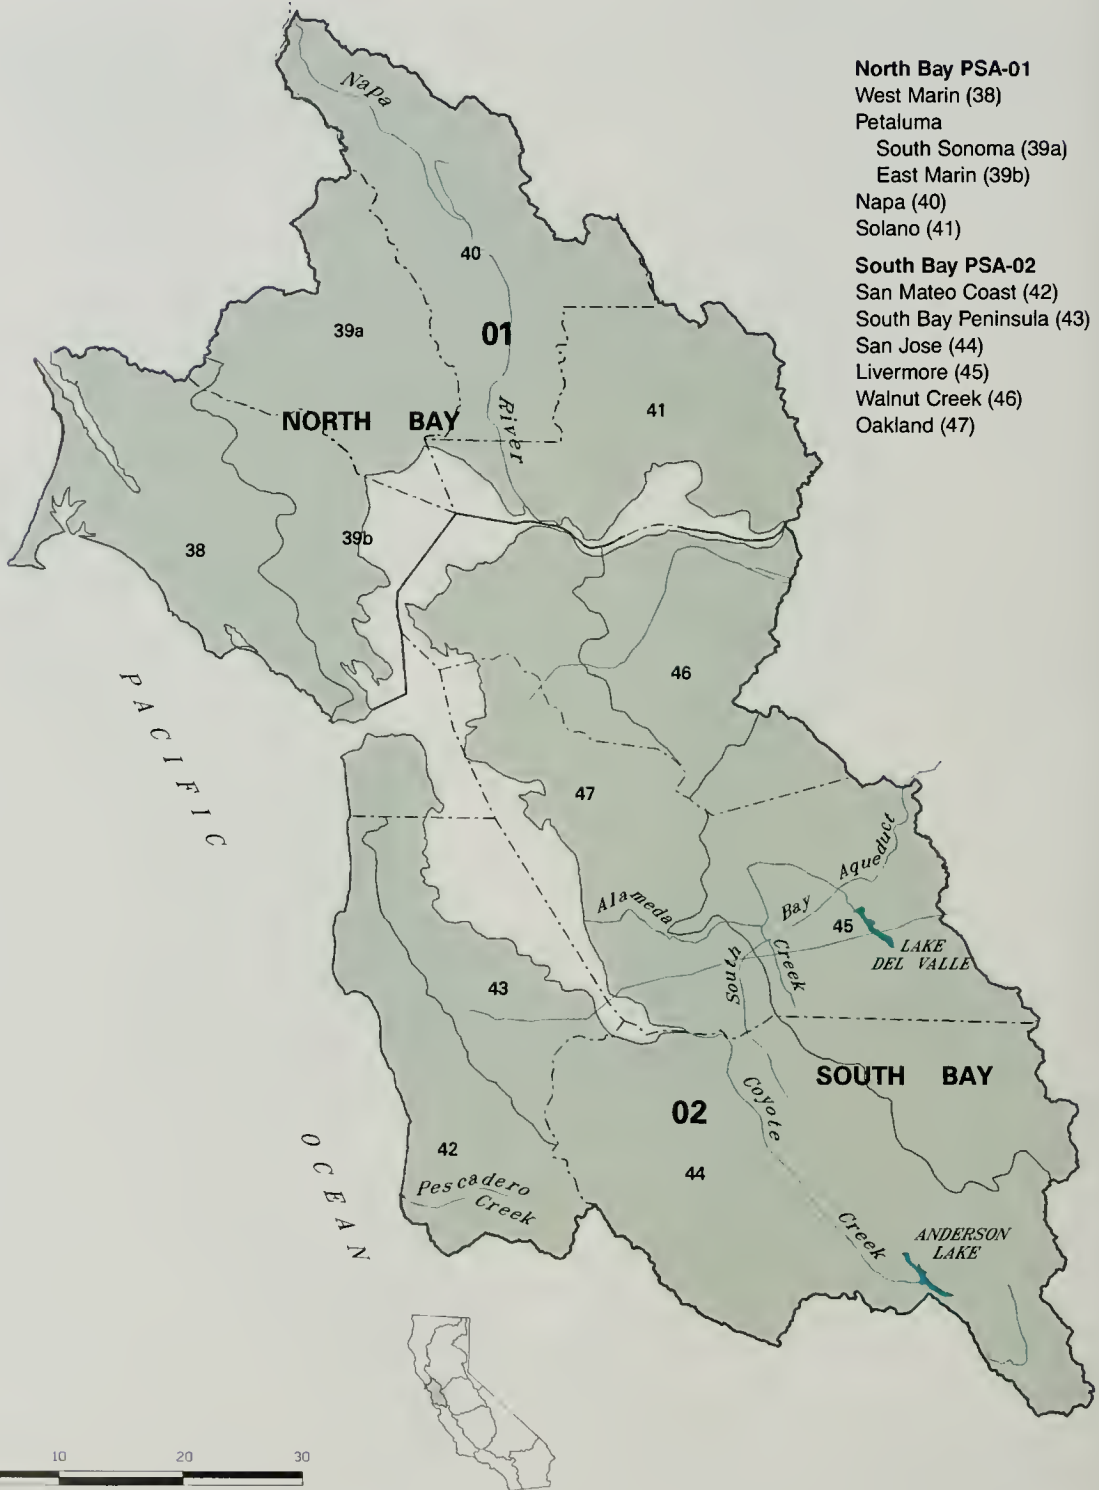 North Bay PSA-01
West Marin (38)
Petaluma
South Sonoma (39a)
East Marin (39b)
Napa (40)
Solano (41)
South Bay PSA-02
San Mateo Coast (42)
South Bay Peninsula (43)
San Jose (44)
Livermore (45)
Walnut Creek (46)
Oakland (47)
Napa
River
40
39a
01
41
NORTH BAY
38
39b
46
PACIFIC
OCEAN
47
Alameda
Creek
South
Bay
Aqueduct
45
LAKE
DEL VALLE
43
SOUTH BAY
02
Coyote
Creek
42
44
Pescadero
Creek
ANDERSON
LAKE
10 20 30